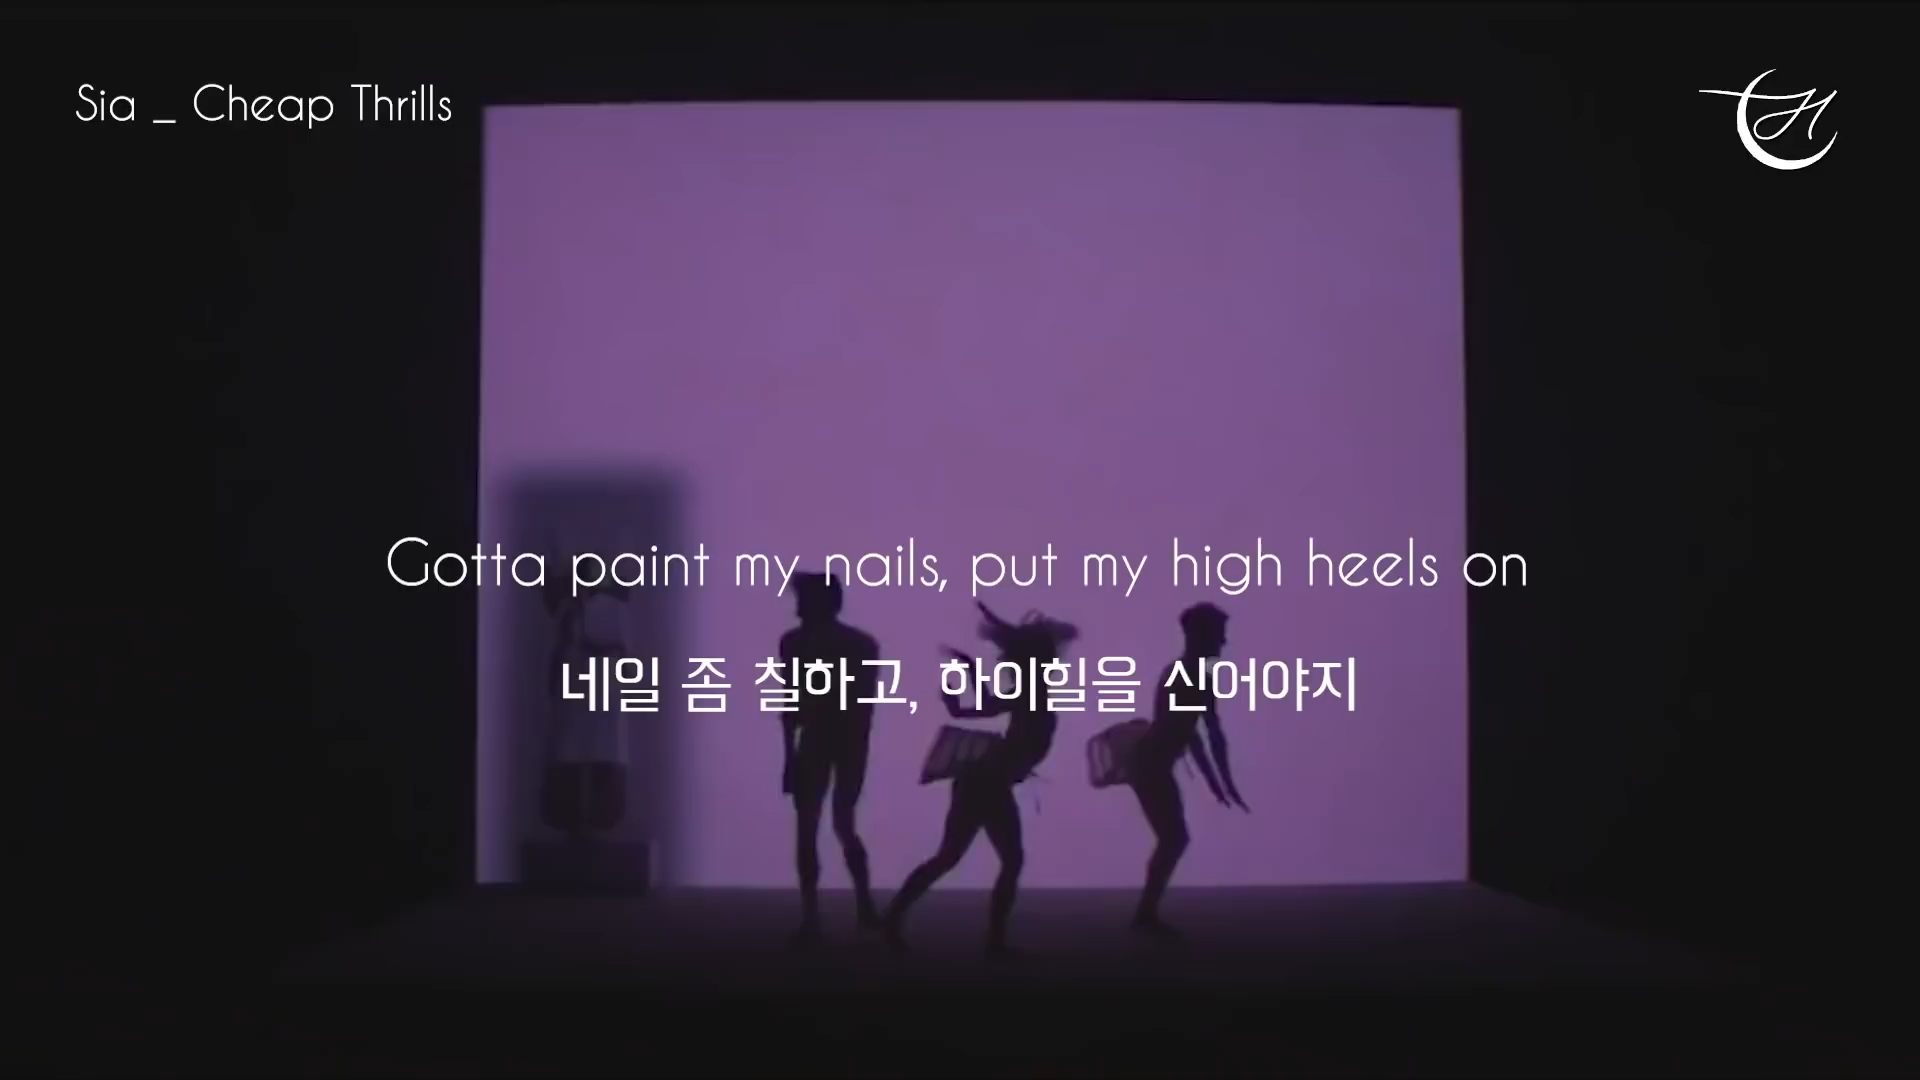 Sia _ Cheap Thrills
Gotta paint my nails, put my high heels on
네일 좀 칠하고, 하이힐을 신어야지